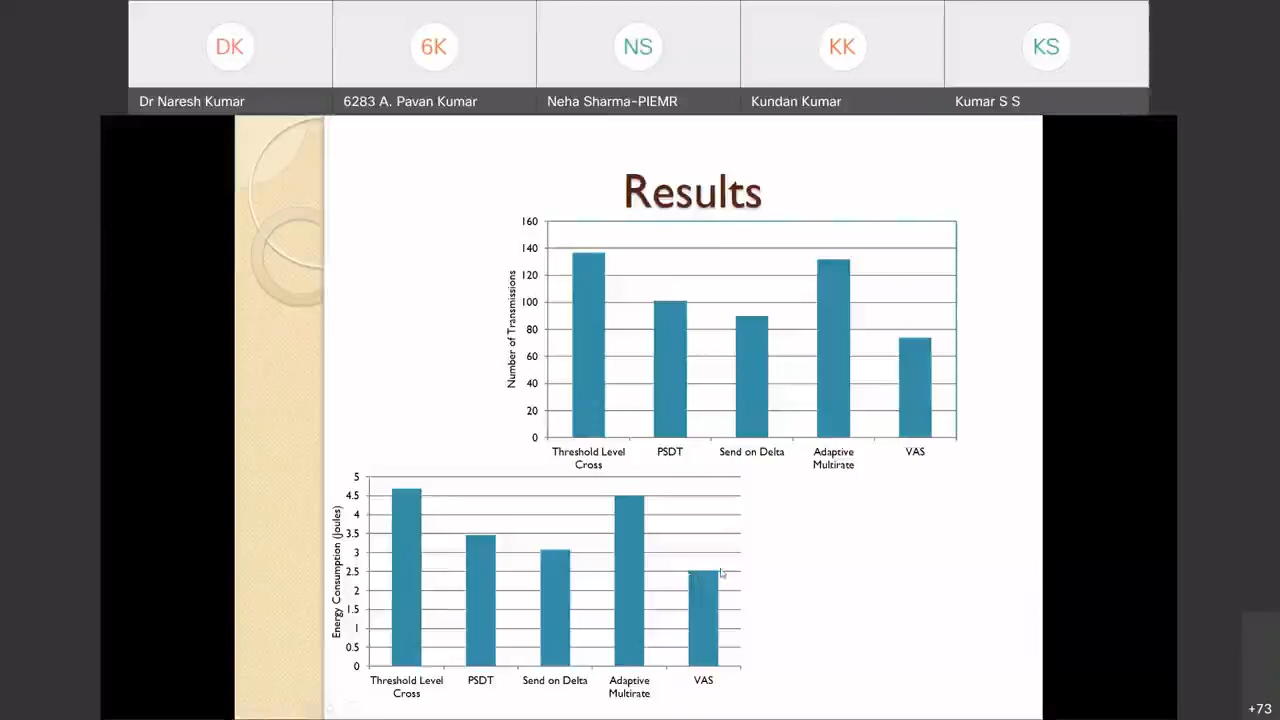 DK
6K
NS
KK
KS
Dr Naresh Kumar
6283 A. Pavan Kumar
Neha Sharma-PIEMR
Kundan Kumar
Kumar S S
Results
160
140
120
100
80
60
40
20
0
Number of Transmissions
Threshold Level
Cross
PSDT
Send on Delta
Adaptive
Multirate
VAS
5
4.5
4
3.5
3
2.5
2
1.5
1
0.5
0
Energy Consumption (Joules)
Threshold Level
Cross
PSDT
Send on Delta
Adaptive
Multirate
VAS
+73